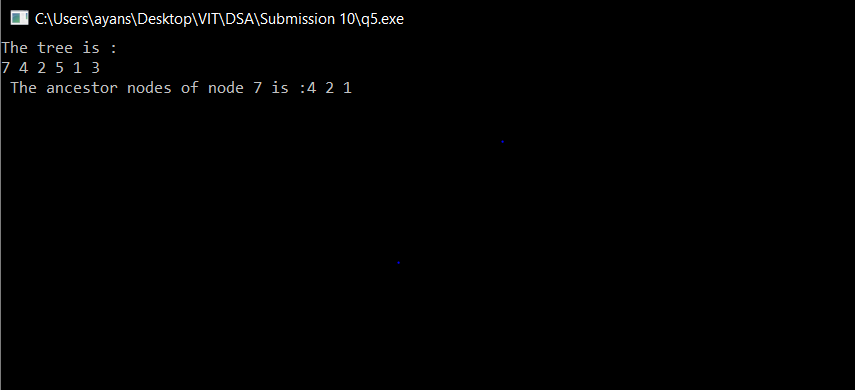 C:\Users\ayans\Desktop\VIT\DSA\Submission 10\q5.exe
The tree is :
7 4 2 5 1 3
The ancestor nodes of node 7 is :4 2 1